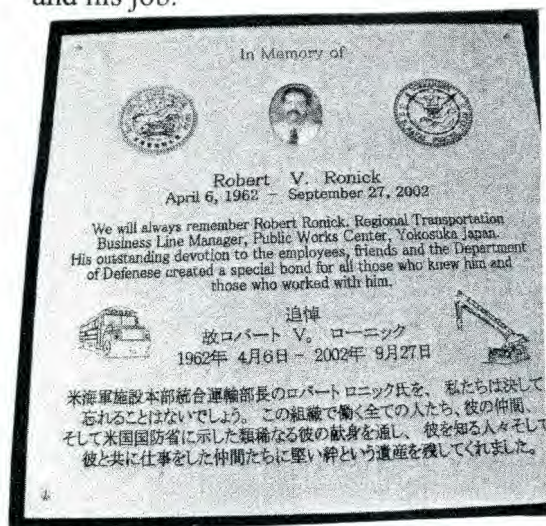 and his job.
In Memory of
Robert V. Ronick
April 6, 1962 - September 27, 2002
We will always remember Robert Ronick, Regional Transportation
Business Line Manager, Public Works Center, Yokosuka Japan.
His outstanding devotion to the employees, friends and the Department
of Defenese created a special bond for all those who knew him and
those who worked with him.
追悼
故ロバート V。 ローニック
1962年 4月6日 - 2002年 9月27日
米海軍施設本部統合運輸部長のロバート ロニック氏を、 私たちは決して
忘れることはないでしょう。 この組織で働く全ての人たち、彼の仲間、
そして米国国防省に示した類稀なる彼の献身を通し、 彼を知る人々そして
彼と共に仕事をした仲間たちに堅い絆という遺産を残してくれました。